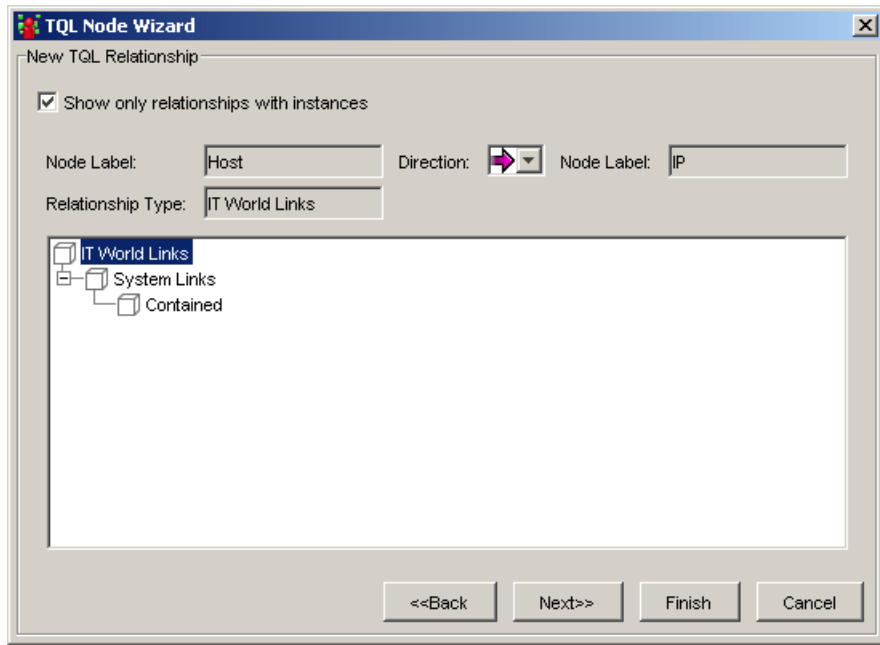 TQL Node Wizard
New TQL Relationship
Show only relationships with instances
Node Label: Host Direction: Node Label: IP
Relationship Type: IT World Links
IT World Links
System Links
Contained
<<Back Next>> Finish Cancel